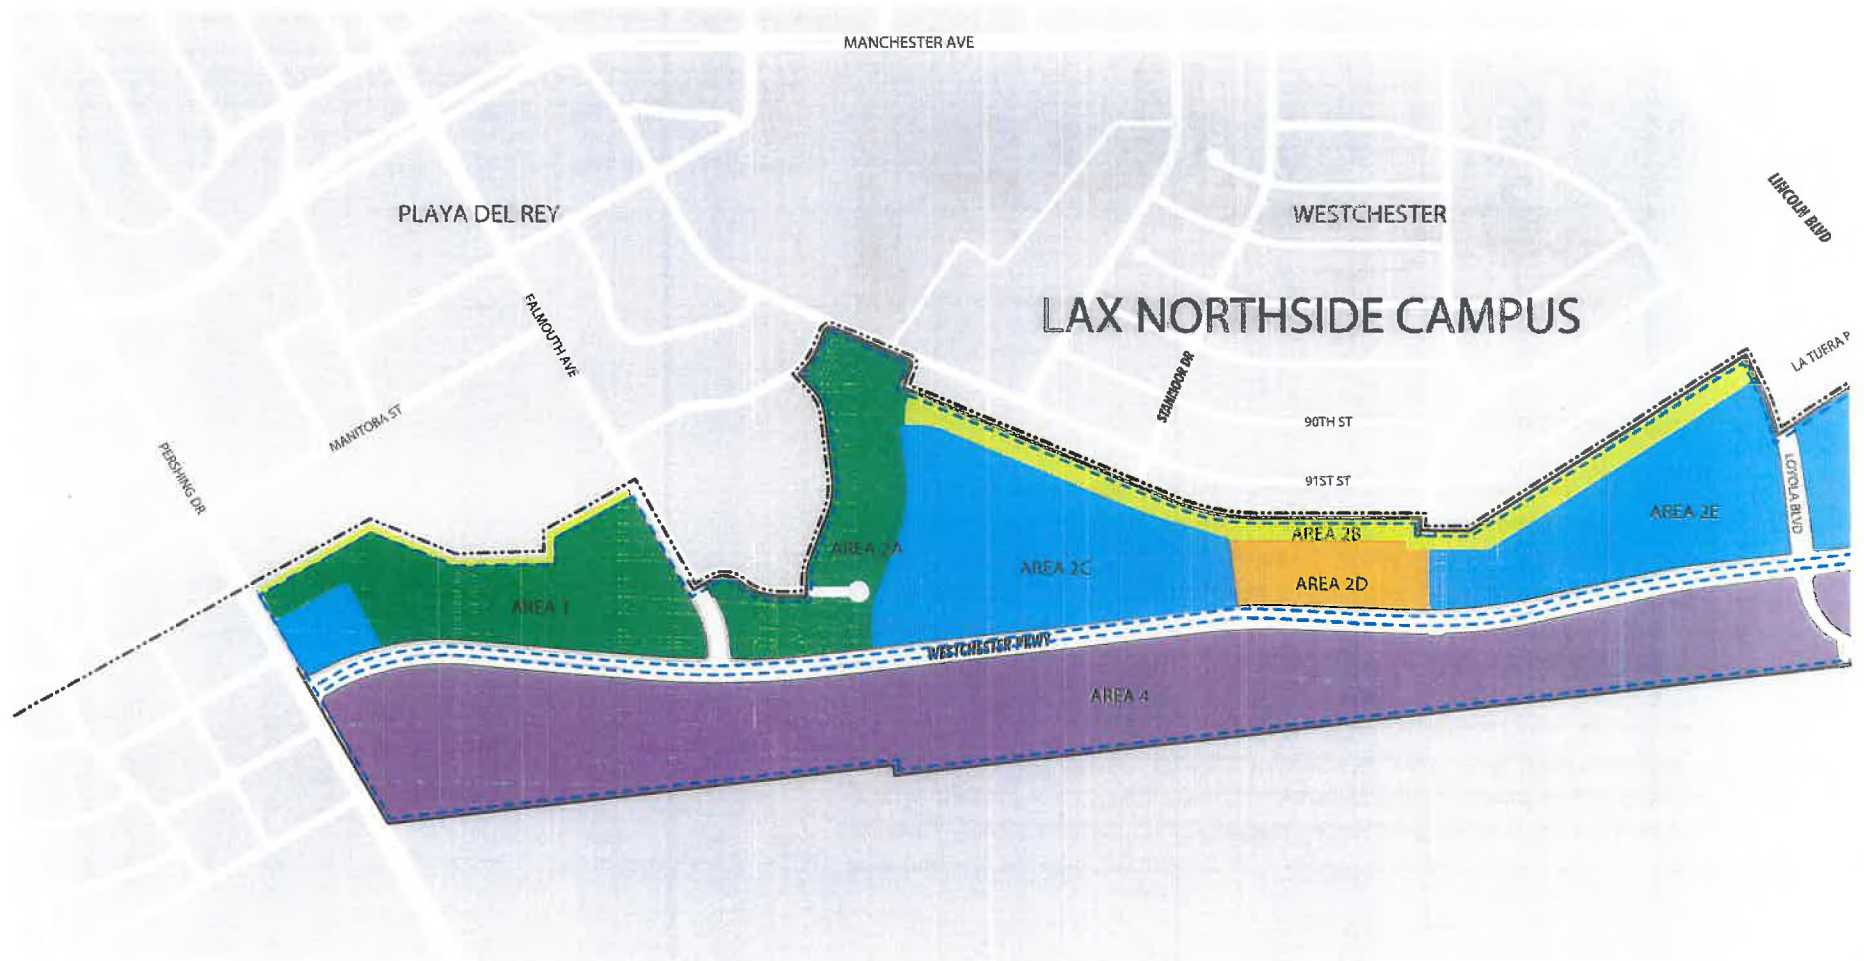 MANCHESTER AVE
PLAYA DEL REY
WESTCHESTER
LINCOLN BLVD
LAX NORTHSIDE CAMPUS
FALMOUTH AVE
LA TIJERA P
STANMOOR DR
MANITOBA ST
90TH ST
PERSHING DR
91ST ST
LOYOLA BLVD
AREA 2E
AREA 2B
AREA 2A
AREA 2C
AREA 2D
AREA 1
WESTCHESTER PKWY
AREA 4